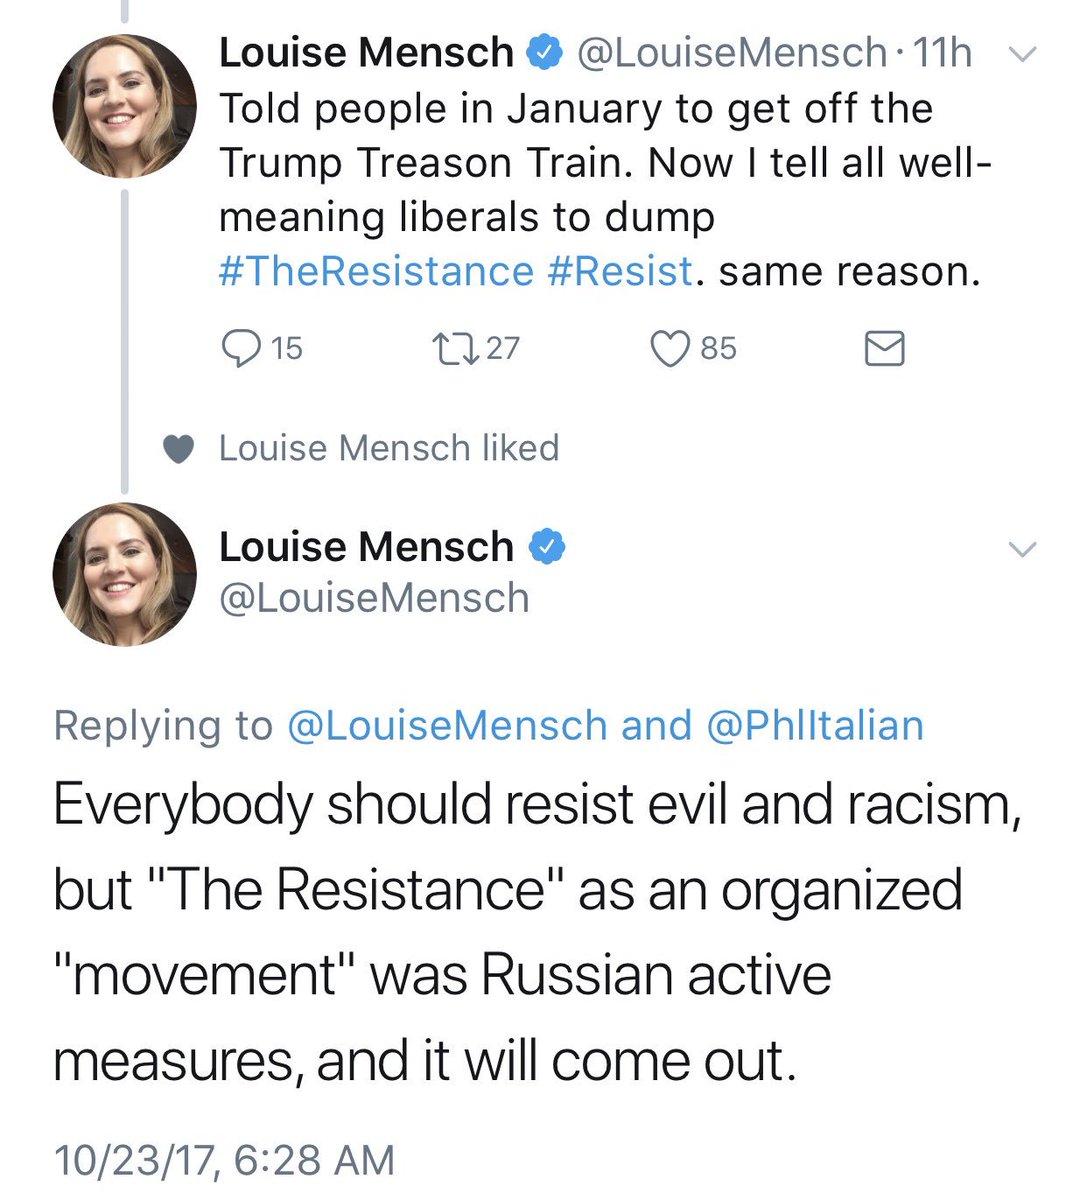 Louise Mensch @LouiseMensch · 11h
Told people in January to get off the
Trump Treason Train. Now I tell all well-
meaning liberals to dump
#TheResistance #Resist. same reason.
15 27 85
Louise Mensch liked
Louise Mensch
@LouiseMensch
Replying to @LouiseMensch and @PhlItalian
Everybody should resist evil and racism,
but "The Resistance" as an organized
"movement" was Russian active
measures, and it will come out.
10/23/17, 6:28 AM